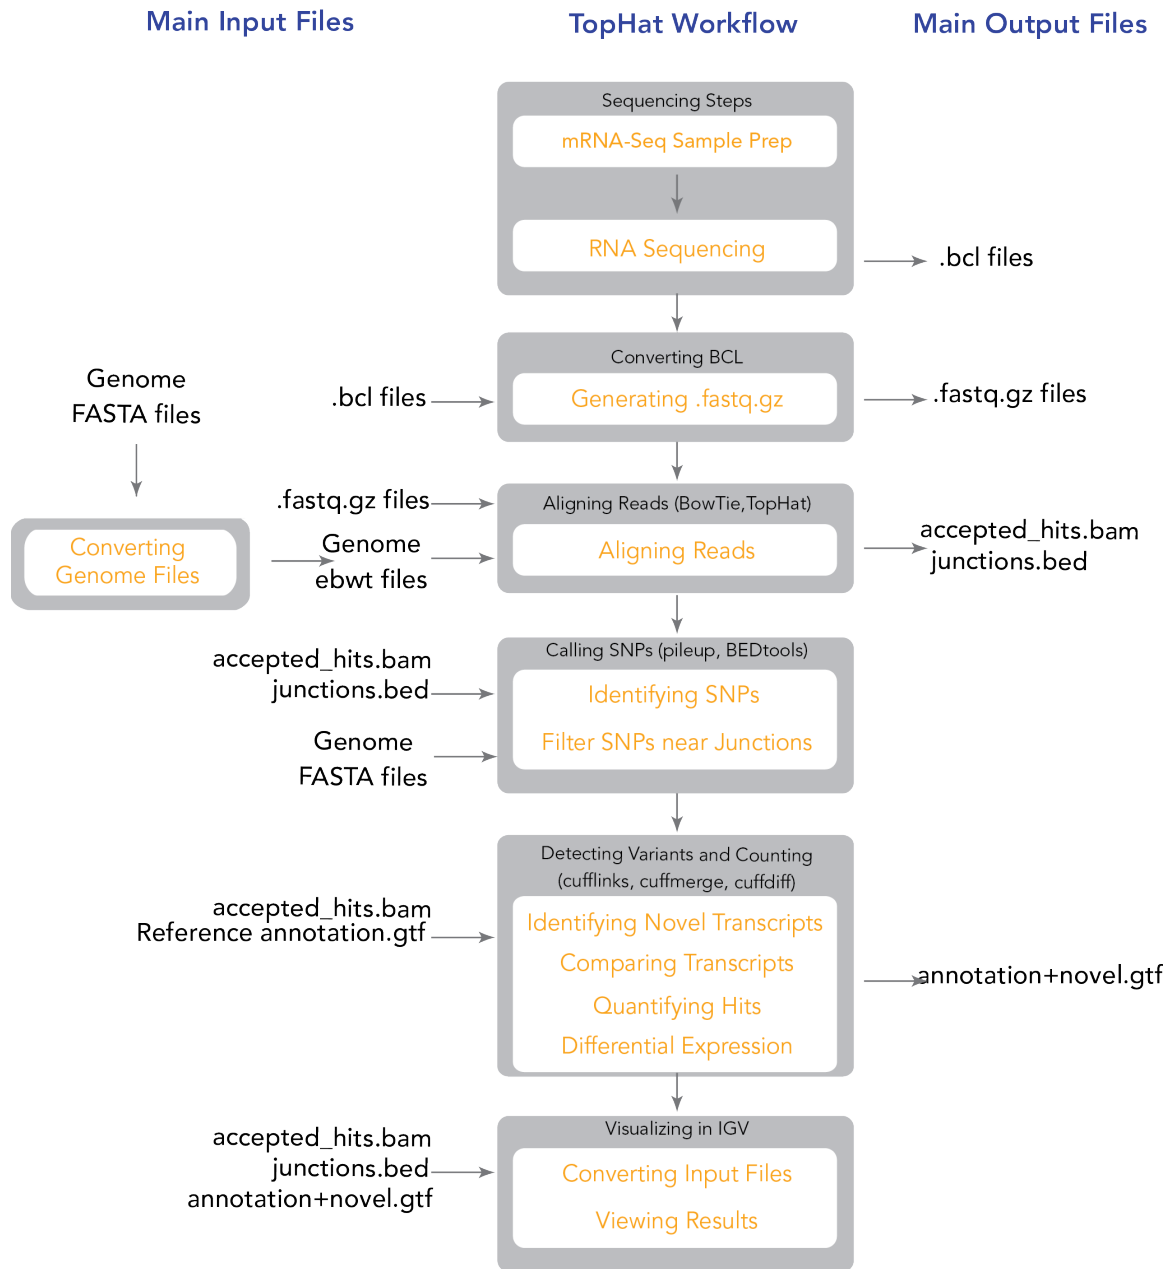 Main Input Files
TopHat Workflow
Main Output Files
Sequencing Steps
mRNA-Seq Sample Prep
RNA Sequencing
.bcl files
Converting BCL
.bcl files
Generating .fastq.gz
.fastq.gz files
Genome
FASTA files
Converting
Genome Files
.fastq.gz files
Genome
ebwt files
Aligning Reads (BowTie,TopHat)
Aligning Reads
accepted_hits.bam
junctions.bed
accepted_hits.bam
junctions.bed
Genome
FASTA files
Calling SNPs (pileup, BEDtools)
Identifying SNPs
Filter SNPs near Junctions
accepted_hits.bam
Reference annotation.gtf
Detecting Variants and Counting
(cufflinks, cuffmerge, cuffdiff)
Identifying Novel Transcripts
Comparing Transcripts
Quantifying Hits
Differential Expression
annotation+novel.gtf
accepted_hits.bam
junctions.bed
annotation+novel.gtf
Visualizing in IGV
Converting Input Files
Viewing Results